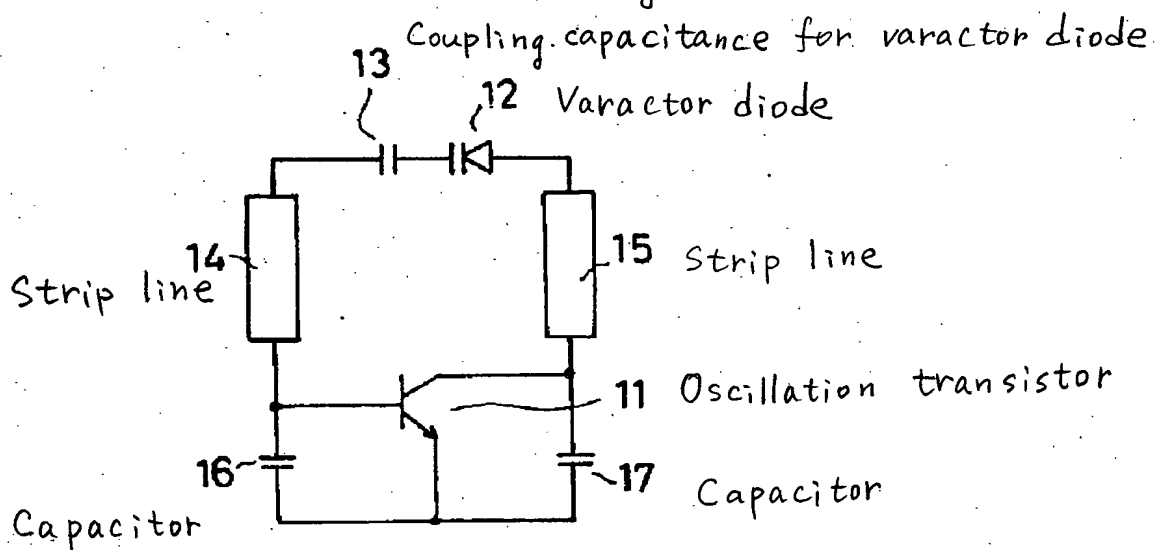 Coupling capacitance for varactor diode
13
12 Varactor diode
14
15 Strip line
Strip line
11 Oscillation transistor
16
17 Capacitor
Capacitor